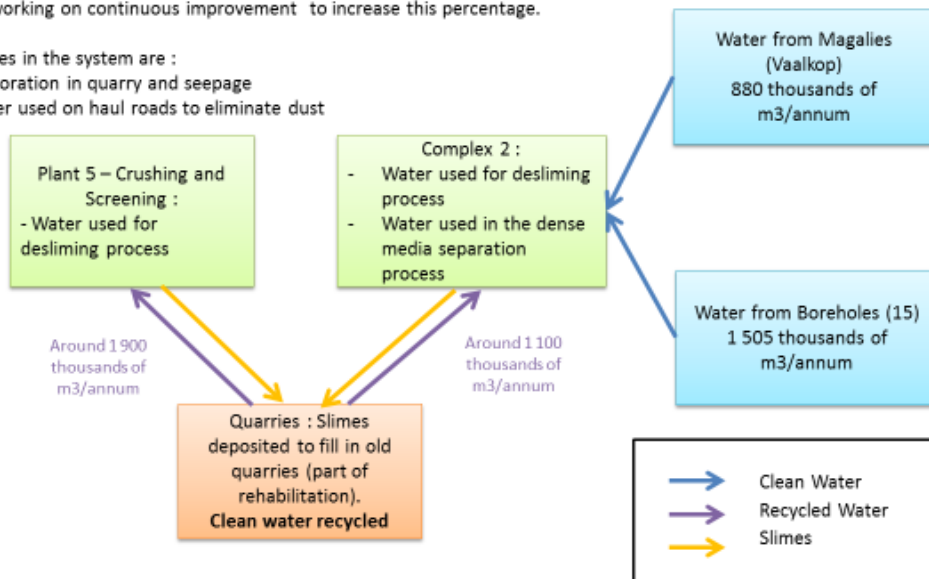 working on continuous improvement to increase this percentage.
es in the system are :
oration in quarry and seepage
er used on haul roads to eliminate dust
Water from Magalies
(Vaalkop)
880 thousands of
m3/annum
Plant 5 – Crushing and
Screening :
- Water used for
desliming process
Complex 2 :
- Water used for desliming
process
- Water used in the dense
media separation
process
Water from Boreholes (15)
1 505 thousands of
m3/annum
Around 1 900
thousands of
m3/annum
Around 1 100
thousands of
m3/annum
Quarries : Slimes
deposited to fill in old
quarries (part of
rehabilitation).
Clean water recycled
Clean Water
Recycled Water
Slimes